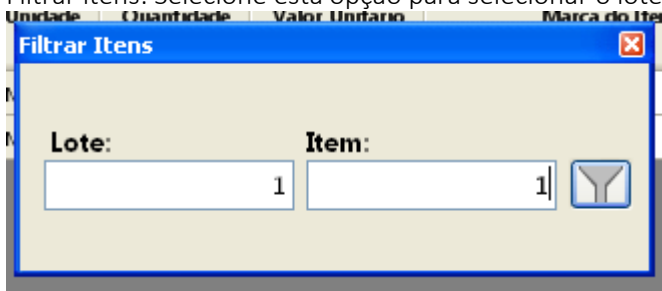 Filtrar Itens: Selecione esta opção para selecionar o lote
Unidade Quantidade Valor Unitário Marca do Ite
Filtrar Itens
Lote: Item:
1 1